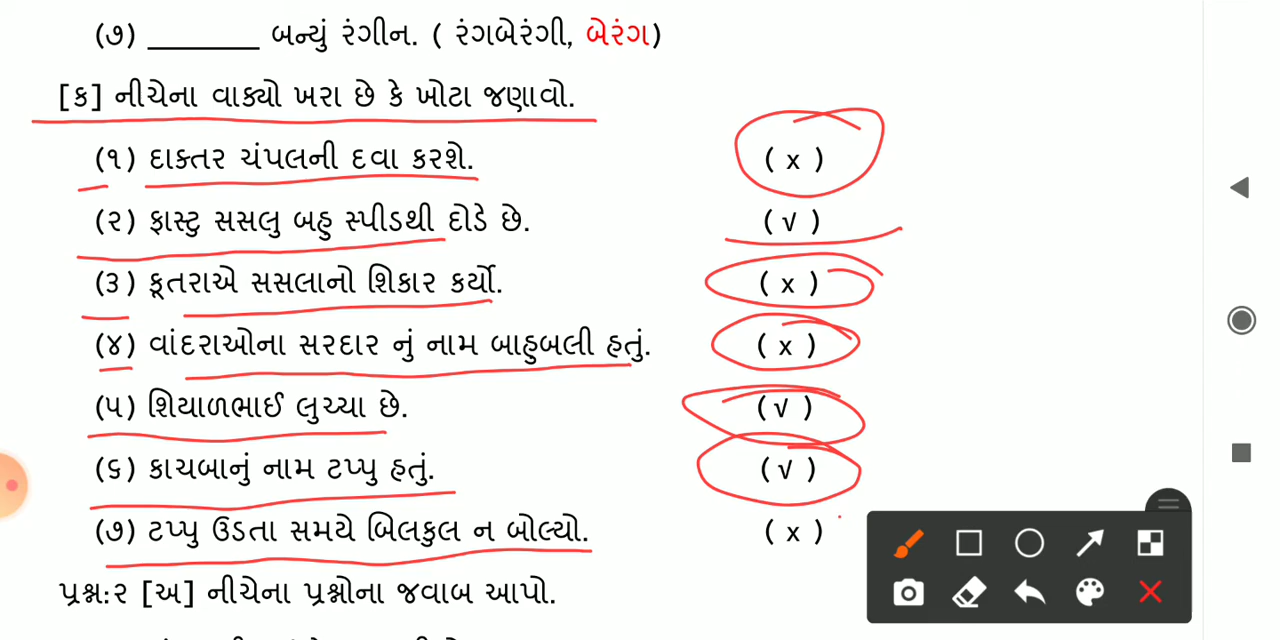 (૭) _______ બન્યું રંગીન. ( રંગબેરંગી, બેરંગ)
[ક] નીચેના વાક્યો ખરા છે કે ખોટા જણાવો.
(૧) દાક્તર ચંપલની દવા કરશે. ( x )
(૨) ફાસ્ટુ સસલુ બહુ સ્પીડથી દોડે છે. ( √ )
(૩) કૂતરાએ સસલાનો શિકાર કર્યો. ( x )
(૪) વાંદરાઓના સરદાર નું નામ બાહુબલી હતું. ( x )
(૫) શિયાળભાઈ લુચ્ચા છે. ( √ )
(૬) કાચબાનું નામ ટપ્પુ હતું. ( √ )
(૭) ટપ્પુ ઉડતા સમયે બિલકુલ ન બોલ્યો. ( x )
પ્રશ્ન:૨ [અ] નીચેના પ્રશ્નોના જવાબ આપો.